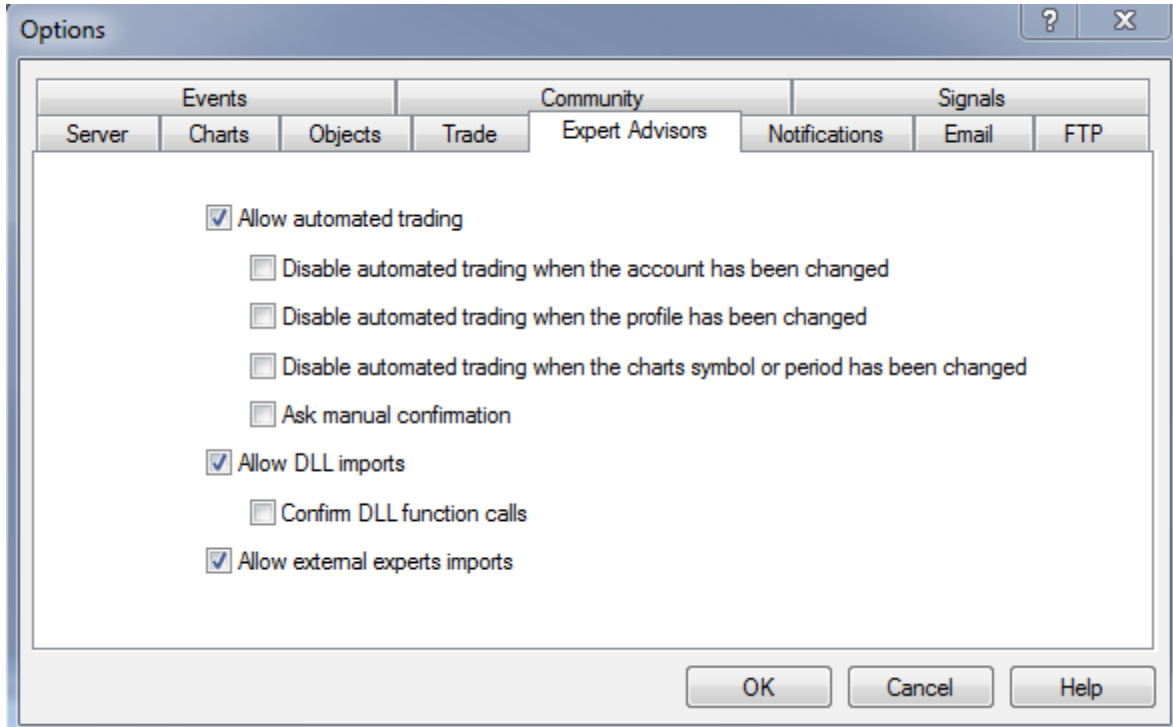 Options
Events Community Signals
Server Charts Objects Trade Expert Advisors Notifications Email FTP
Allow automated trading
Disable automated trading when the account has been changed
Disable automated trading when the profile has been changed
Disable automated trading when the charts symbol or period has been changed
Ask manual confirmation
Allow DLL imports
Confirm DLL function calls
Allow external experts imports
OK Cancel Help